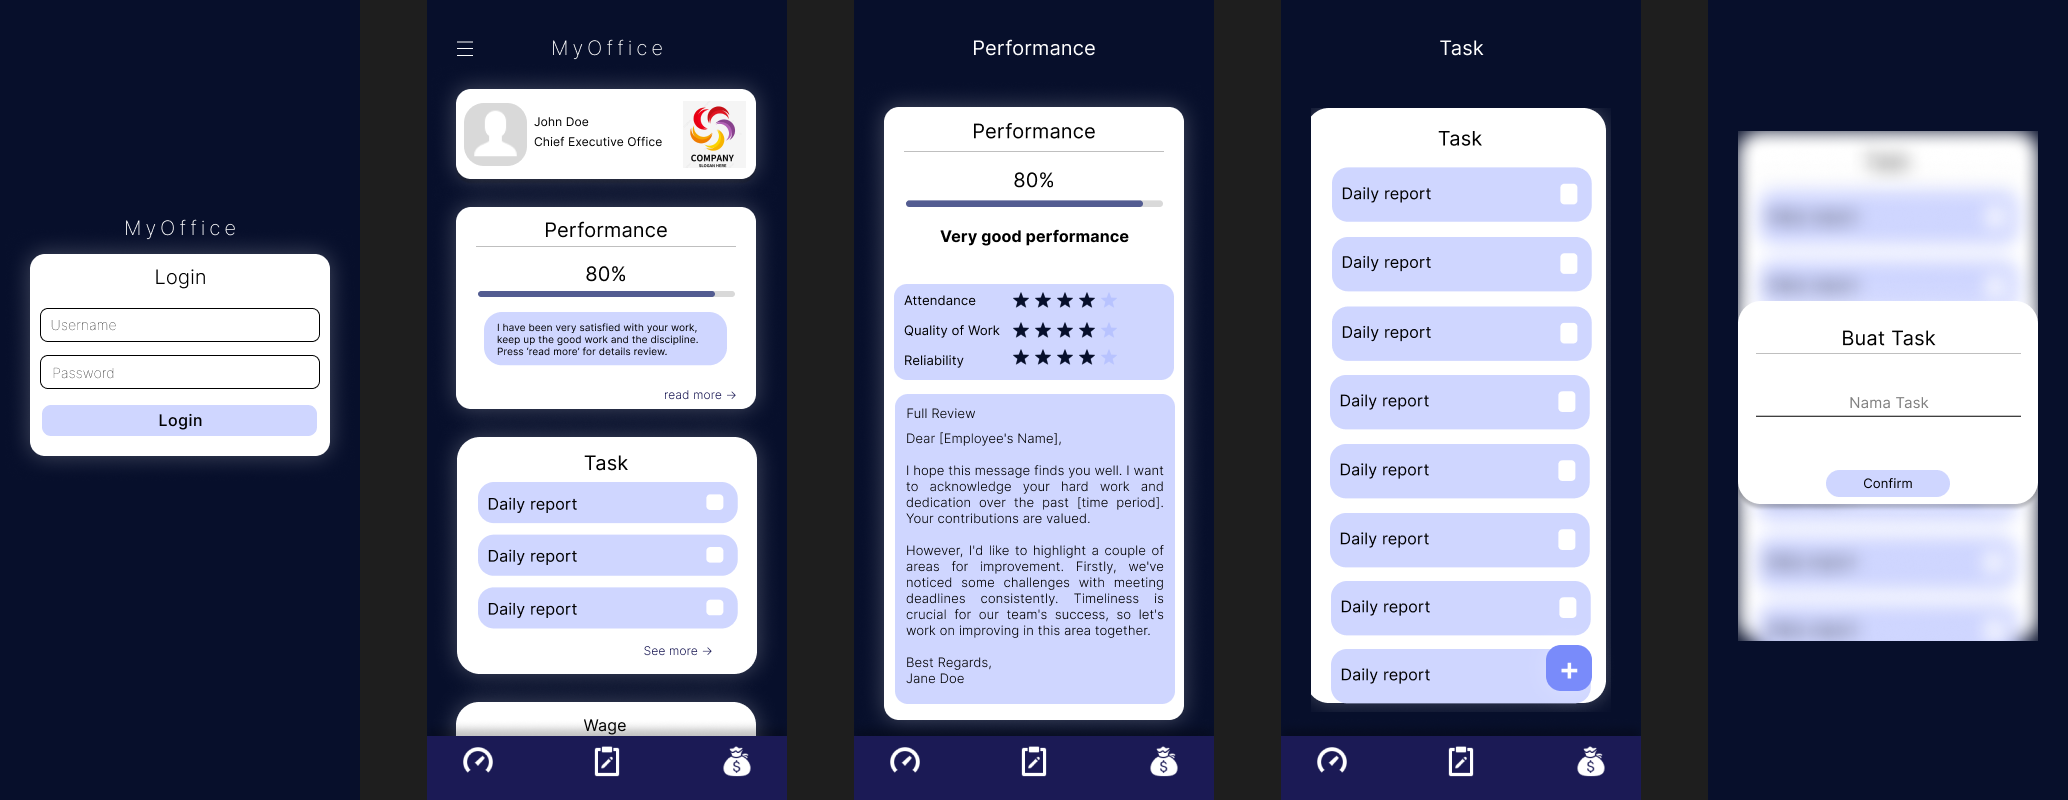 MyOffice
Login
Username
Password
Login
MyOffice
John Doe
Chief Executive Office
COMPANY
SLOGAN HERE
Performance
80%
I have been very satisfied with your work,
keep up the good work and the discipline.
Press 'read more' for details review.
read more →
Task
Daily report
Daily report
Daily report
See more →
Wage
$
Performance
Performance
80%
Very good performance
Attendance
Quality of Work
Reliability
Full Review
Dear [Employee's Name],
I hope this message finds you well. I want
to acknowledge your hard work and
dedication over the past [time period].
Your contributions are valued.
However, I'd like to highlight a couple of
areas for improvement. Firstly, we've
noticed some challenges with meeting
deadlines consistently. Timeliness is
crucial for our team's success, so let's
work on improving in this area together.
Best Regards,
Jane Doe
$
Task
Task
Daily report
Daily report
Daily report
Daily report
Daily report
Daily report
Daily report
Daily report
+
$
Buat Task
Nama Task
Confirm